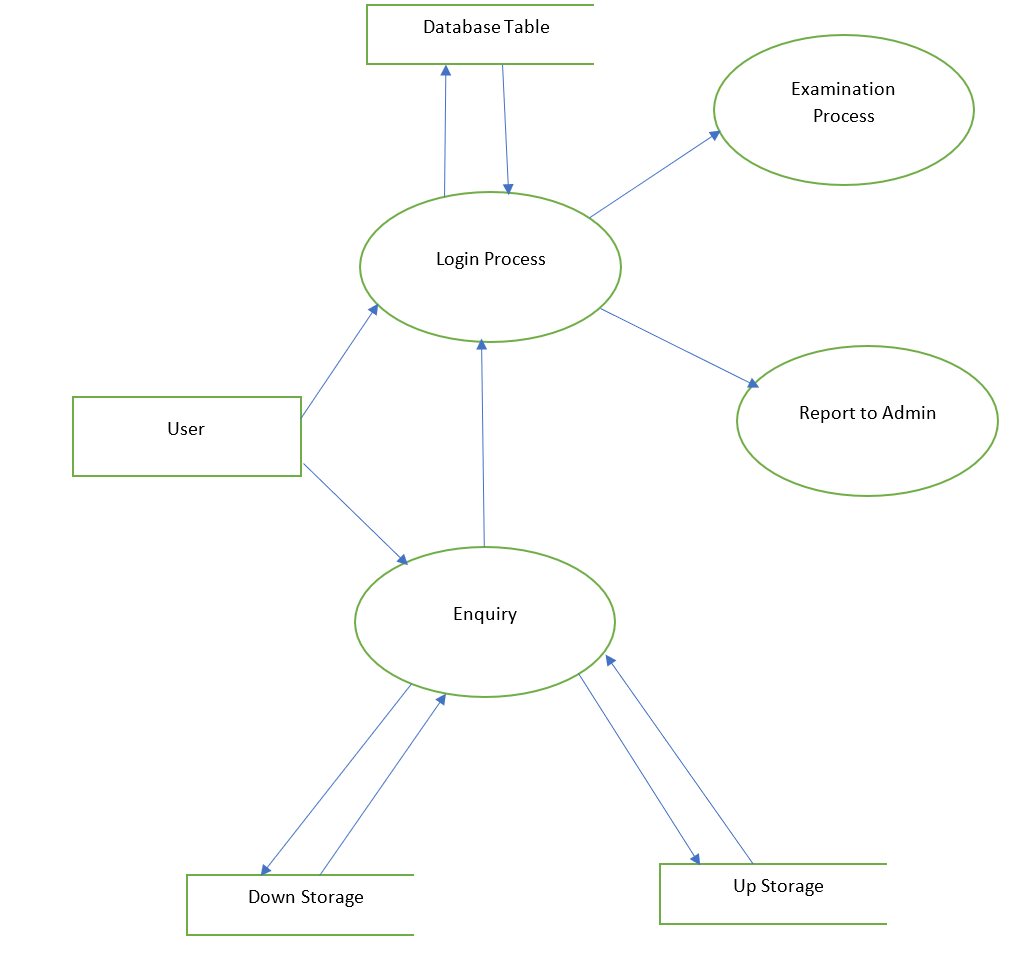 Database Table
Examination
Process
Login Process
Report to Admin
User
Enquiry
Down Storage
Up Storage